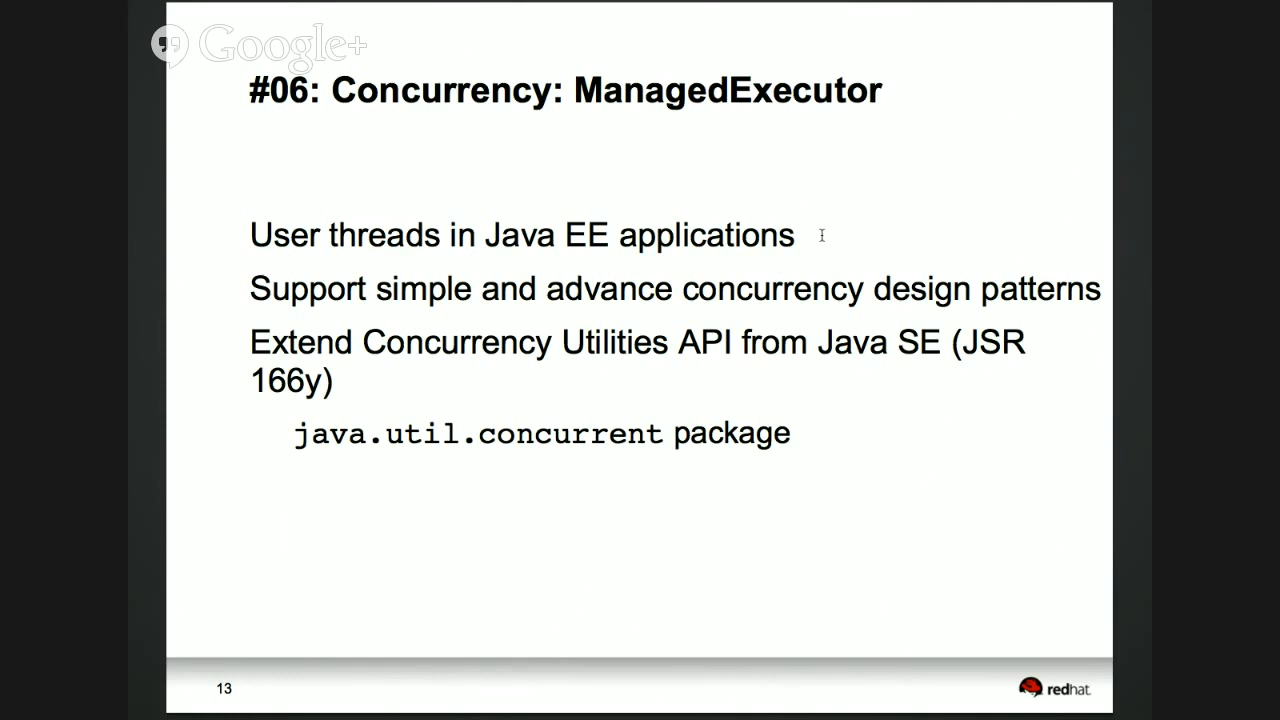 Google+
#06: Concurrency: ManagedExecutor
User threads in Java EE applications
Support simple and advance concurrency design patterns
Extend Concurrency Utilities API from Java SE (JSR
166y)
java.util.concurrent package
13
redhat.